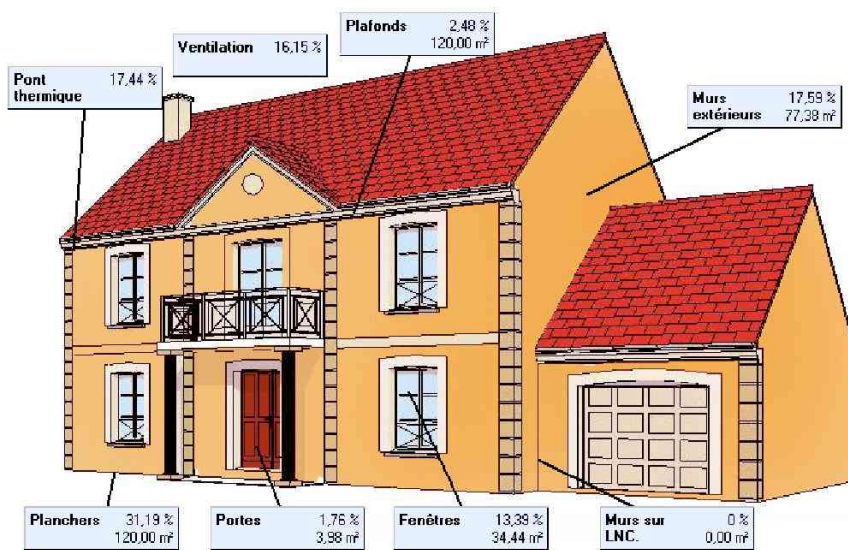 Plafonds 2,48 %
120,00 m²
Ventilation 16,15 %
Pont 17,44 %
thermique
Murs 17,59 %
extérieurs 77,38 m²
Planchers 31,19 %
120,00 m²
Portes 1,76 %
3,98 m²
Fenêtres 13,39 %
34,44 m²
Murs sur 0 %
LNC. 0,00 m²